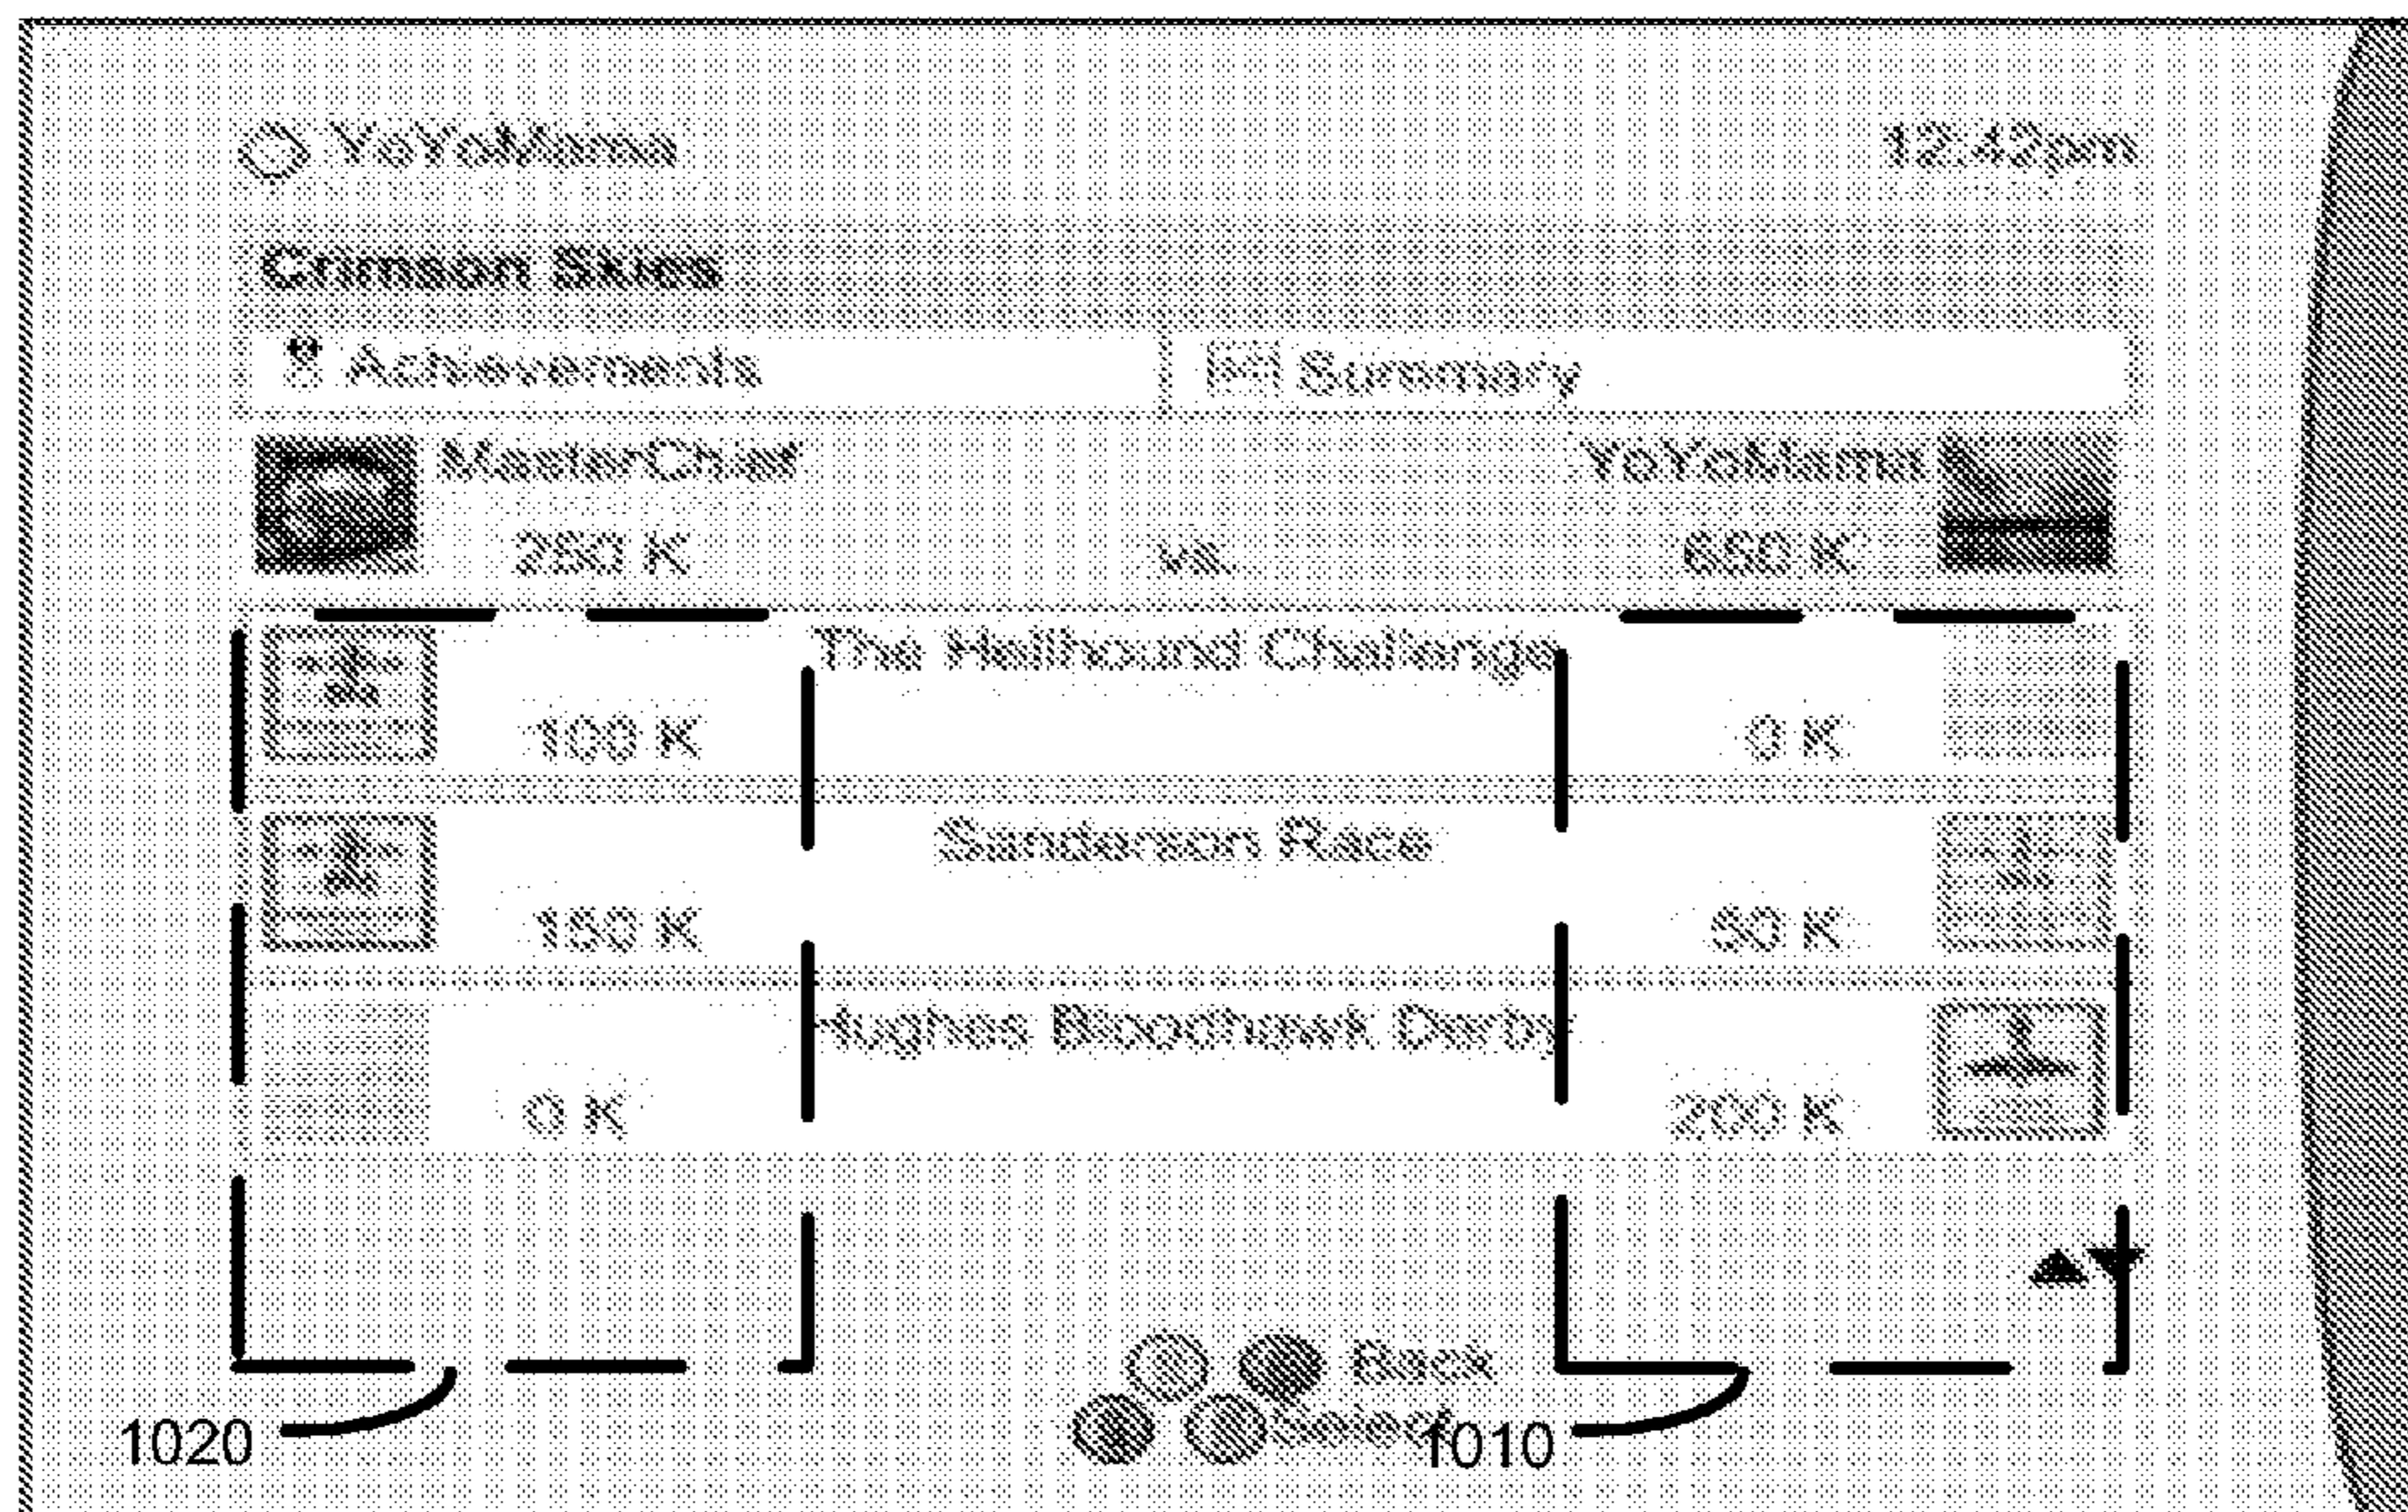 YoYoMama 12:42pm
Crimson Skies
Achievements Summary
MasterChief YoYoMama
250 K vs. 650 K
The Hellhound Challenge
100 K 0 K
Sanderson Race
150 K 50 K
Hughes Bloodhawk Derby
0 K 200 K
Back
Select
1020 1010